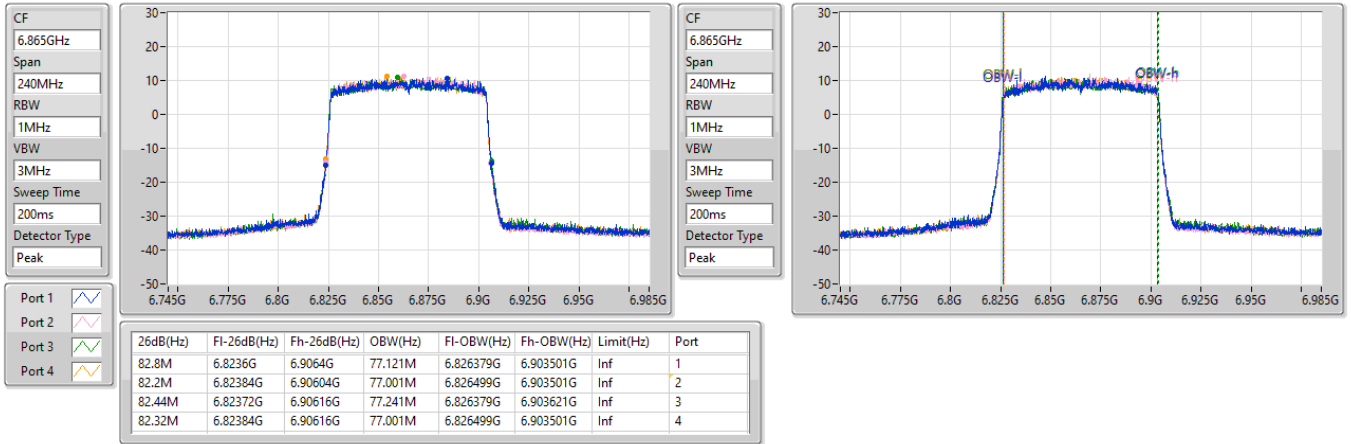 CF
6.865GHz
Span
240MHz
RBW
1MHz
VBW
3MHz
Sweep Time
200ms
Detector Type
Peak
30-
20-
10-
0-
-10-
-20-
-30-
-40-
-50-
6.745G 6.775G 6.8G 6.825G 6.85G 6.875G 6.9G 6.925G 6.95G 6.985G
CF
6.865GHz
Span
240MHz
RBW
1MHz
VBW
3MHz
Sweep Time
200ms
Detector Type
Peak
30-
20-
10-
0-
-10-
-20-
-30-
-40-
-50-
OBW-l OBW-h
6.745G 6.775G 6.8G 6.825G 6.85G 6.875G 6.9G 6.925G 6.95G 6.985G
Port 1
Port 2
Port 3
Port 4
26dB(Hz) Fl-26dB(Hz) Fh-26dB(Hz) OBW(Hz) Fl-OBW(Hz) Fh-OBW(Hz) Limit(Hz) Port
82.8M 6.8236G 6.9064G 77.121M 6.826379G 6.903501G Inf 1
82.2M 6.82384G 6.90604G 77.001M 6.826499G 6.903501G Inf 2
82.44M 6.82372G 6.90616G 77.241M 6.826379G 6.903621G Inf 3
82.32M 6.82384G 6.90616G 77.001M 6.826499G 6.903501G Inf 4